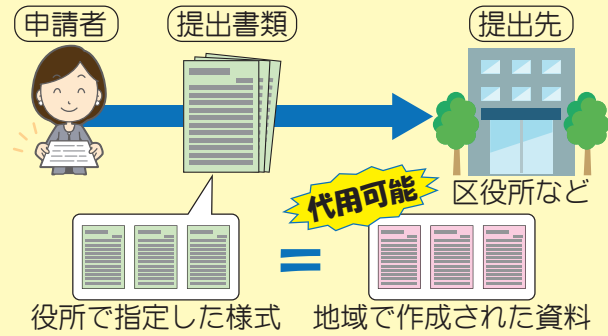 申請者
提出書類
提出先
代用可能
区役所など
=
役所で指定した様式
地域で作成された資料